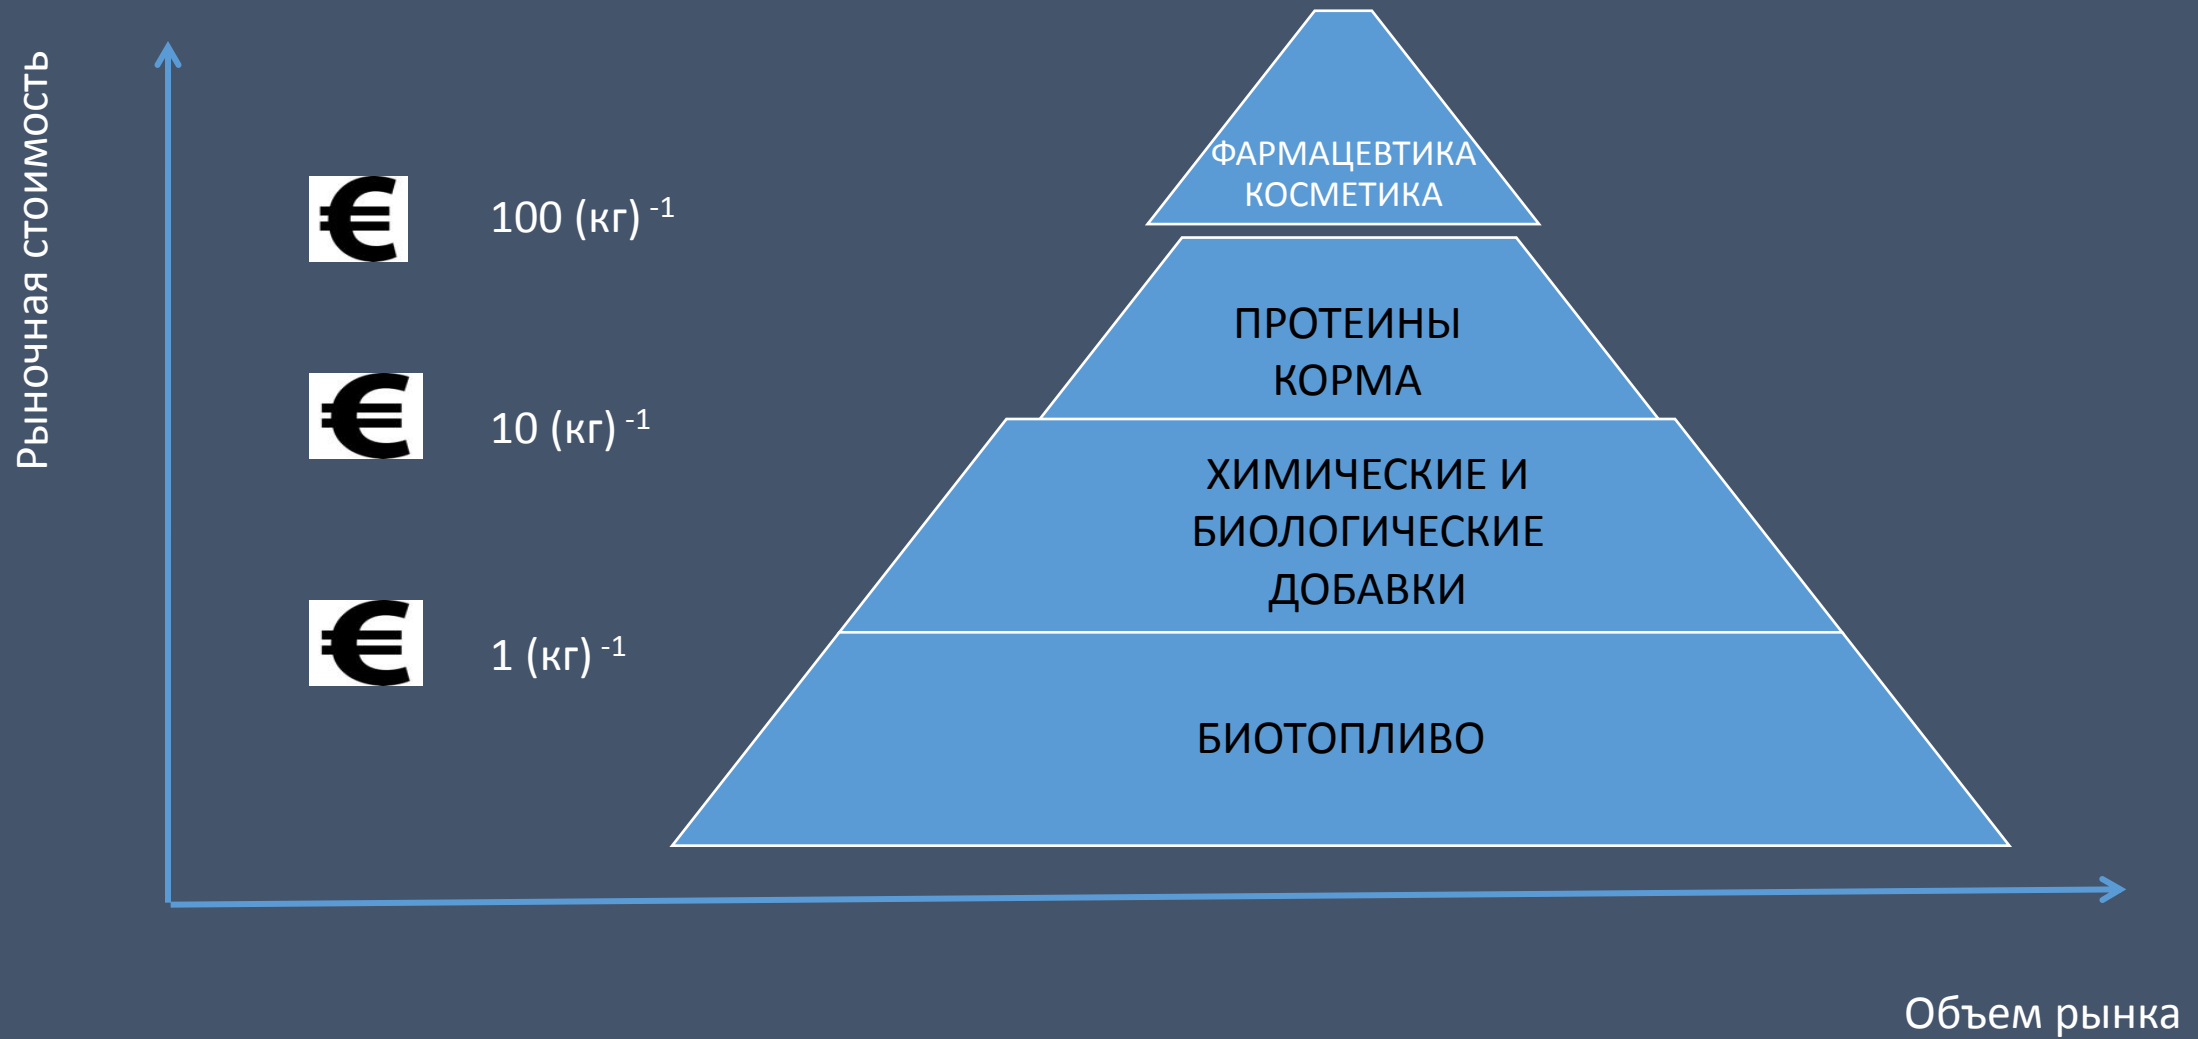 Рыночная стоимость
€ 100 (кг) -1
€ 10 (кг) -1
€ 1 (кг) -1
ФАРМАЦЕВТИКА
КОСМЕТИКА
ПРОТЕИНЫ
КОРМА
ХИМИЧЕСКИЕ И
БИОЛОГИЧЕСКИЕ
ДОБАВКИ
БИОТОПЛИВО
Объем рынка